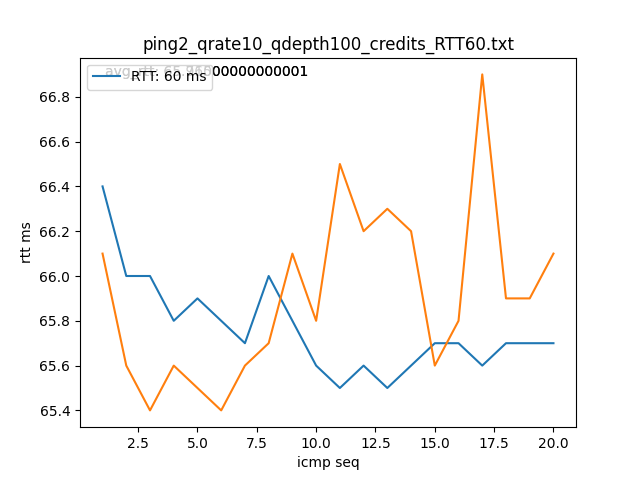 ping2_qrate10_qdepth100_credits_RTT60.txt
avg rtt: 00000000001
RTT: 60 ms
66.8
66.6
66.4
66.2
66.0
65.8
65.6
65.4
rtt ms
2.5 5.0 7.5 10.0 12.5 15.0 17.5 20.0
icmp seq